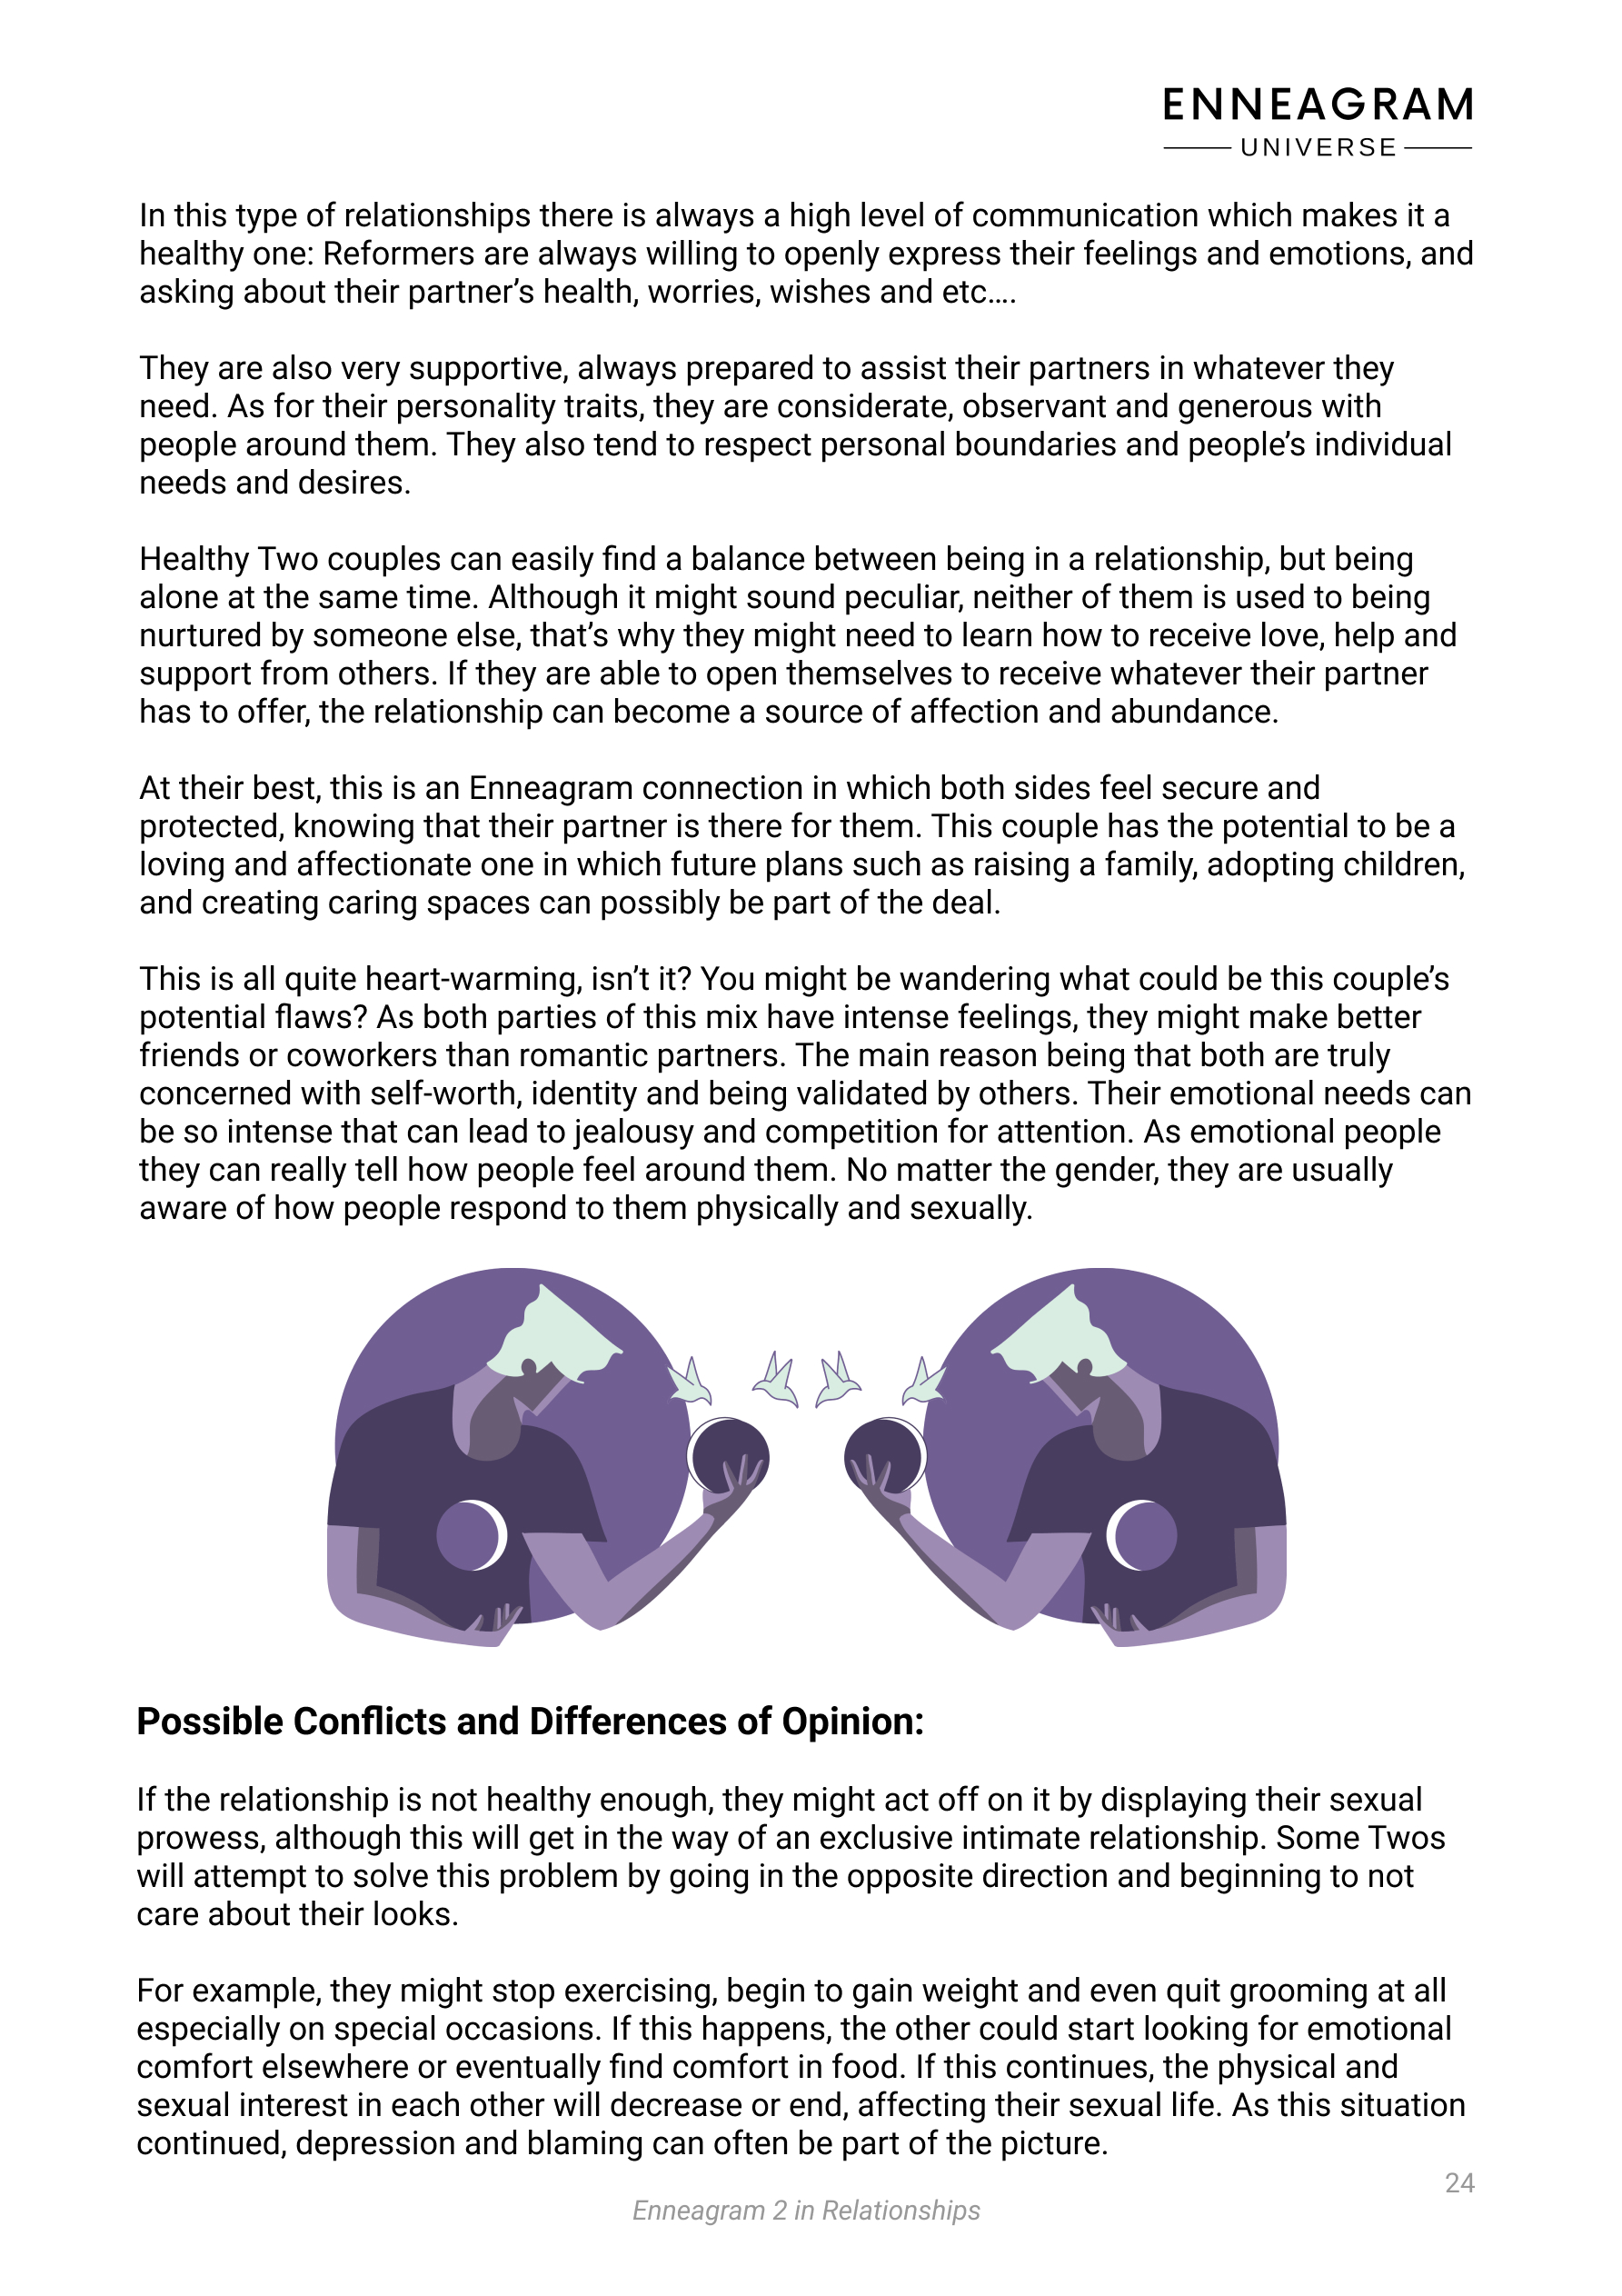 ENNEAGRAM
UNIVERSE
In this type of relationships there is always a high level of communication which makes it a
healthy one: Reformers are always willing to openly express their feelings and emotions, and
asking about their partner’s health, worries, wishes and etc….
They are also very supportive, always prepared to assist their partners in whatever they
need. As for their personality traits, they are considerate, observant and generous with
people around them. They also tend to respect personal boundaries and people’s individual
needs and desires.
Healthy Two couples can easily find a balance between being in a relationship, but being
alone at the same time. Although it might sound peculiar, neither of them is used to being
nurtured by someone else, that’s why they might need to learn how to receive love, help and
support from others. If they are able to open themselves to receive whatever their partner
has to offer, the relationship can become a source of affection and abundance.
At their best, this is an Enneagram connection in which both sides feel secure and
protected, knowing that their partner is there for them. This couple has the potential to be a
loving and affectionate one in which future plans such as raising a family, adopting children,
and creating caring spaces can possibly be part of the deal.
This is all quite heart-warming, isn’t it? You might be wandering what could be this couple’s
potential flaws? As both parties of this mix have intense feelings, they might make better
friends or coworkers than romantic partners. The main reason being that both are truly
concerned with self-worth, identity and being validated by others. Their emotional needs can
be so intense that can lead to jealousy and competition for attention. As emotional people
they can really tell how people feel around them. No matter the gender, they are usually
aware of how people respond to them physically and sexually.
Possible Conflicts and Differences of Opinion:
If the relationship is not healthy enough, they might act off on it by displaying their sexual
prowess, although this will get in the way of an exclusive intimate relationship. Some Twos
will attempt to solve this problem by going in the opposite direction and beginning to not
care about their looks.
For example, they might stop exercising, begin to gain weight and even quit grooming at all
especially on special occasions. If this happens, the other could start looking for emotional
comfort elsewhere or eventually find comfort in food. If this continues, the physical and
sexual interest in each other will decrease or end, affecting their sexual life. As this situation
continued, depression and blaming can often be part of the picture.
24
Enneagram 2 in Relationships